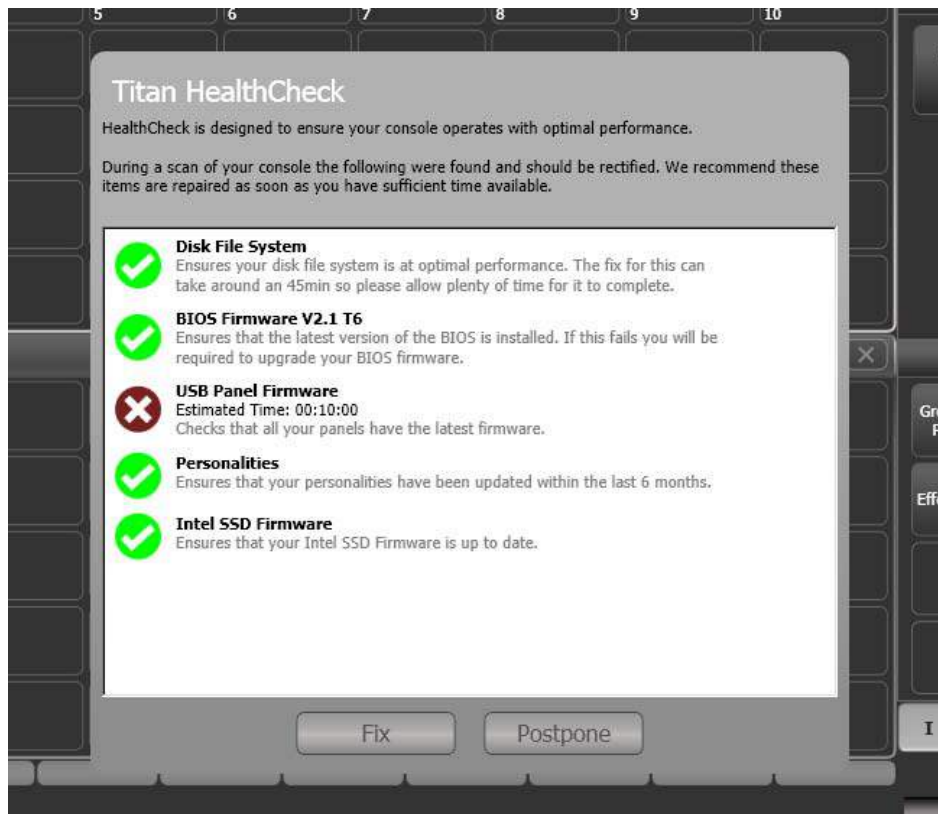 5 6 7 8 9 10
Titan HealthCheck
HealthCheck is designed to ensure your console operates with optimal performance.
During a scan of your console the following were found and should be rectified. We recommend these
items are repaired as soon as you have sufficient time available.
Disk File System
Ensures your disk file system is at optimal performance. The fix for this can
take around an 45min so please allow plenty of time for it to complete.
BIOS Firmware V2.1 T6
Ensures that the latest version of the BIOS is installed. If this fails you will be
required to upgrade your BIOS firmware.
USB Panel Firmware
Estimated Time: 00:10:00
Checks that all your panels have the latest firmware.
Personalities
Ensures that your personalities have been updated within the last 6 months.
Intel SSD Firmware
Ensures that your Intel SSD Firmware is up to date.
Fix
Postpone